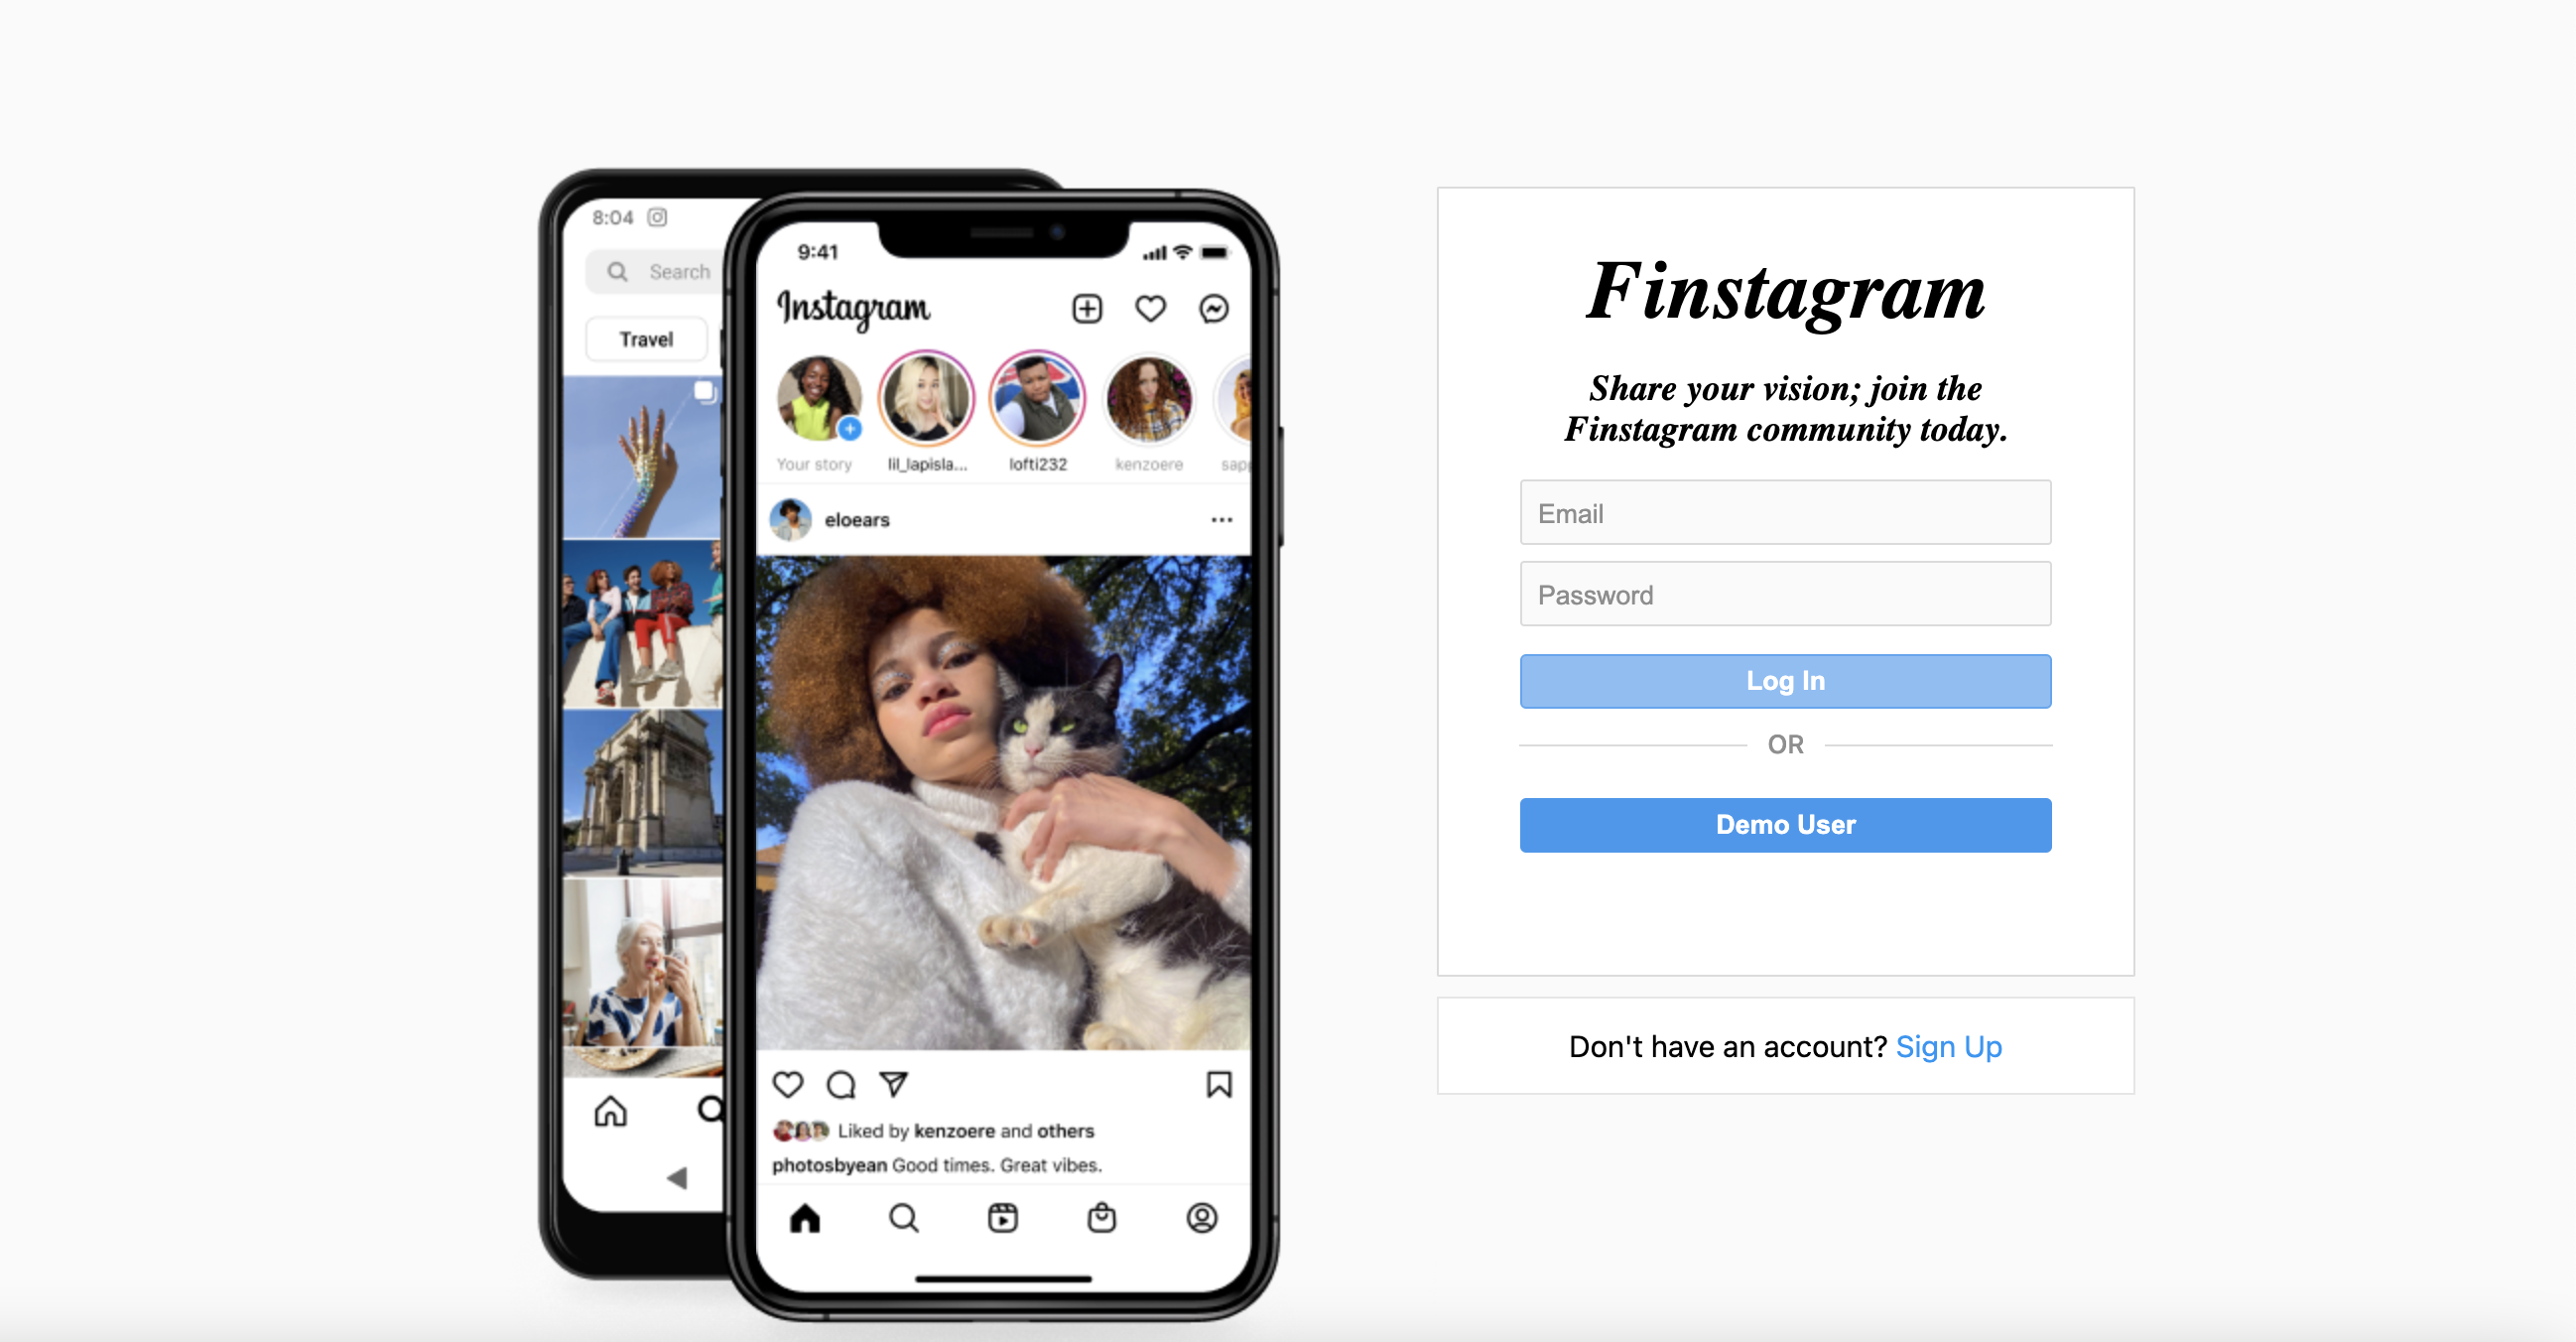 8:04
Search
Travel
9:41
Instagram
Your story
lil_lapisla...
lofti232
kenzoere
eloears
Liked by kenzoere and others
photosbyean Good times. Great vibes.
Finstagram
Share your vision; join the
Finstagram community today.
Email
Password
Log In
OR
Demo User
Don't have an account? Sign Up